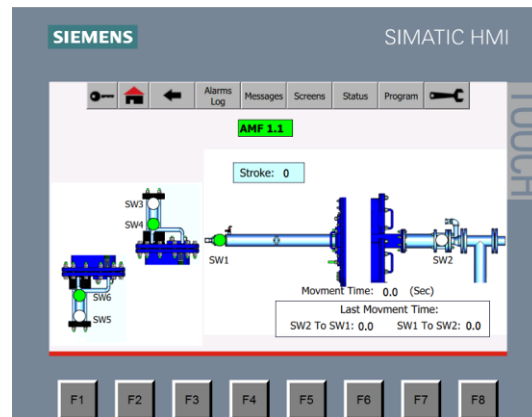 SIEMENS
SIMATIC HMI
TOUCH
Alarms Log
Messages
Screens
Status
Program
AMF 1.1
Stroke: 0
SW3
SW4
SW1
SW2
SW6
SW5
Movment Time: 0.0 (Sec)
Last Movment Time:
SW2 To SW1: 0.0 SW1 To SW2: 0.0
F1 F2 F3 F4 F5 F6 F7 F8